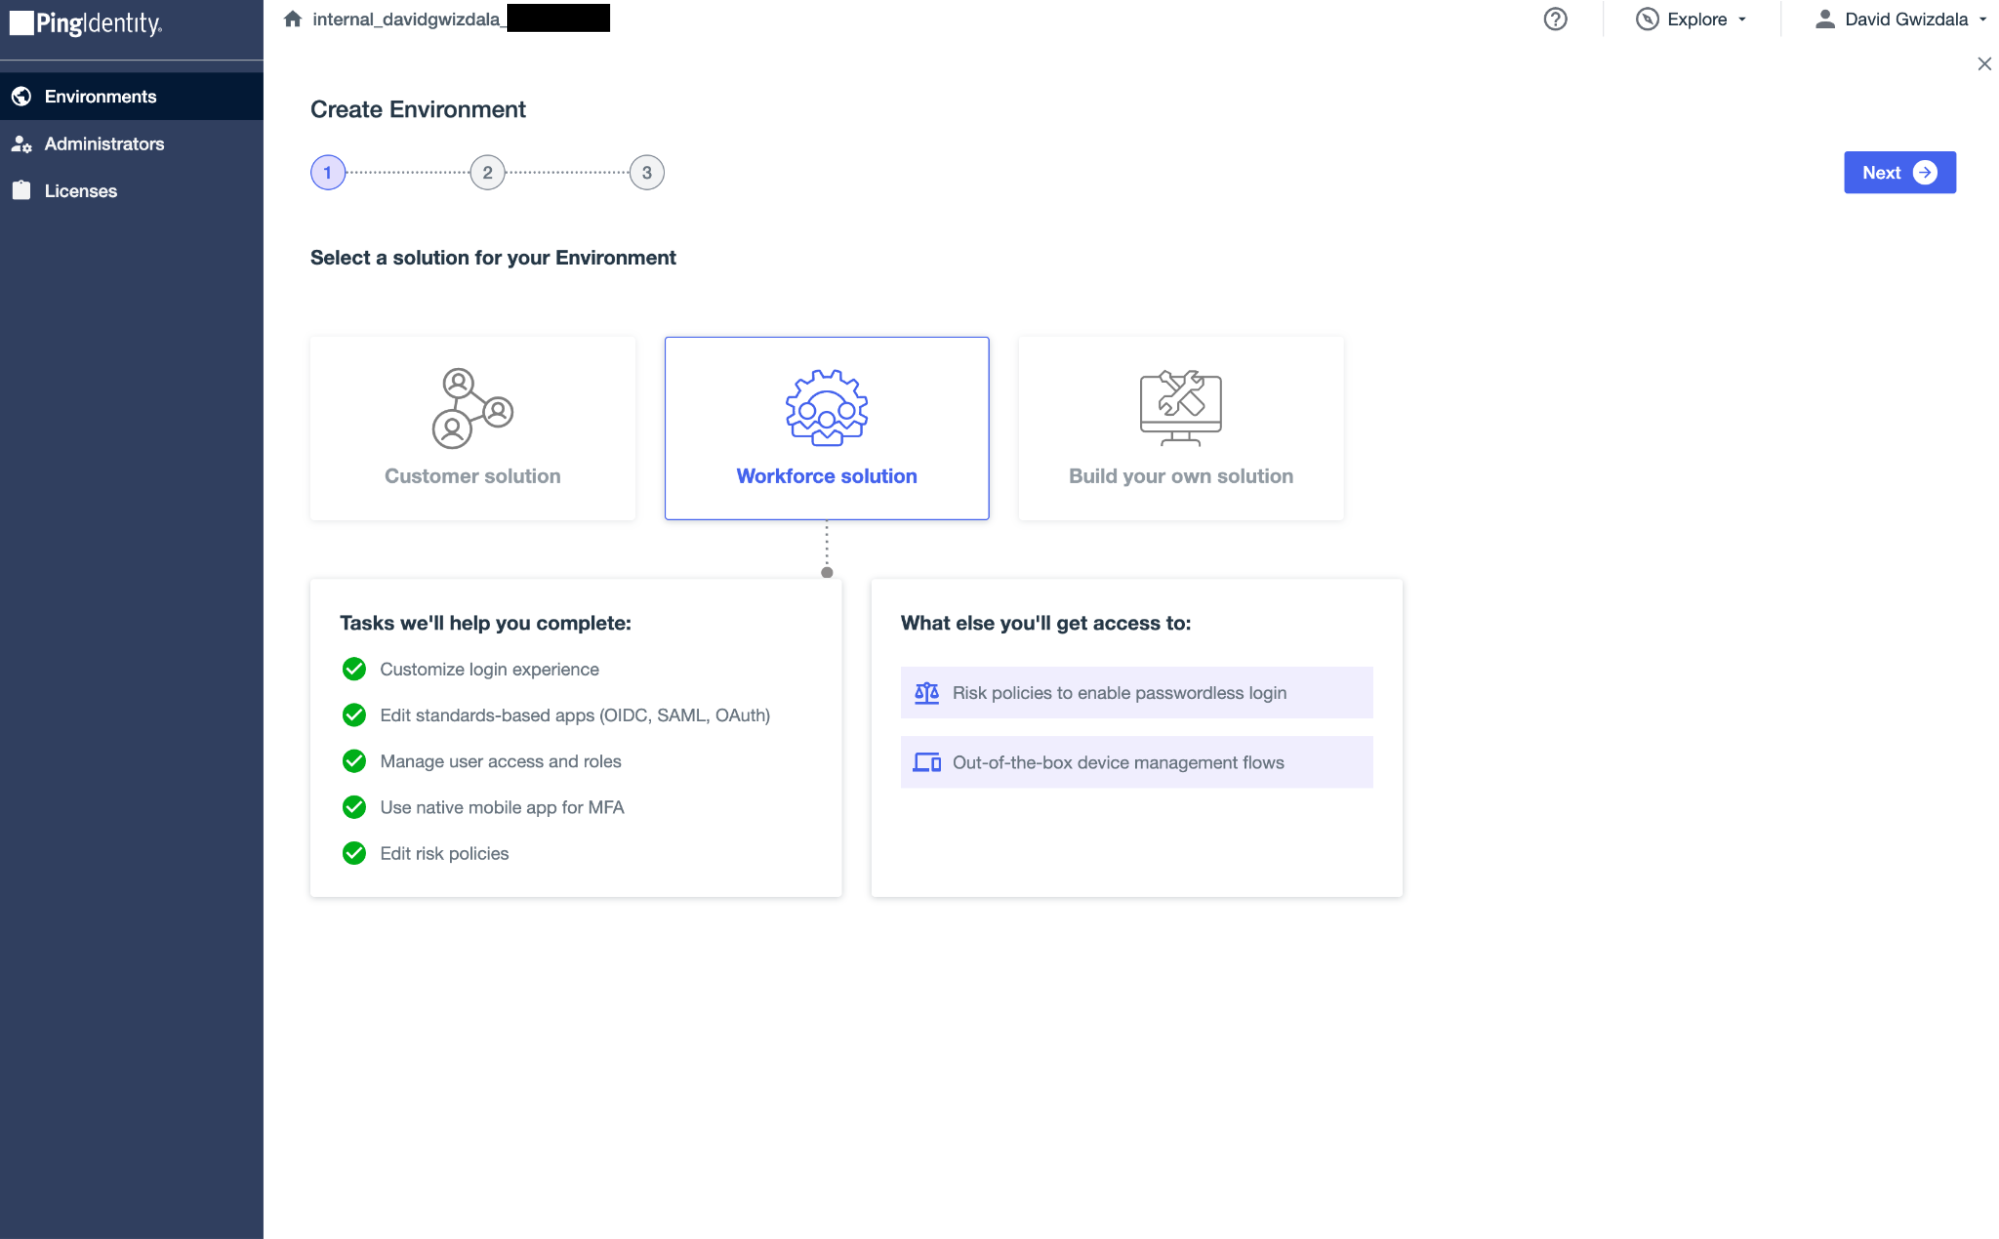 PingIdentity.
internal_davidgwizdala_
Explore
David Gwizdala
Environments
Administrators
Licenses
Create Environment
1
2
3
Next
Select a solution for your Environment
Customer solution
Workforce solution
Build your own solution
Tasks we'll help you complete:
Customize login experience
Edit standards-based apps (OIDC, SAML, OAuth)
Manage user access and roles
Use native mobile app for MFA
Edit risk policies
What else you'll get access to:
Risk policies to enable passwordless login
Out-of-the-box device management flows